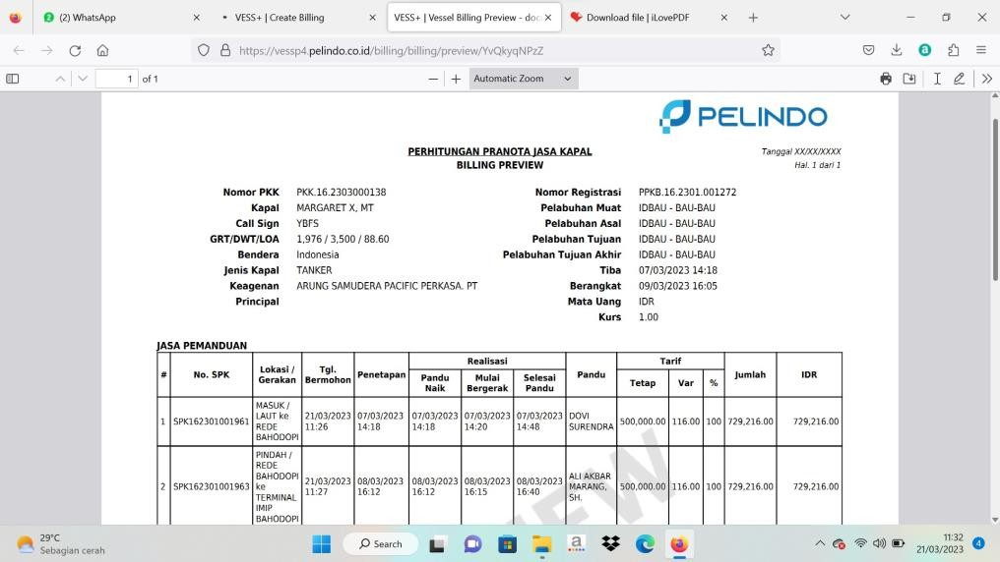 (2) WhatsApp
VESS+ | Create Billing
VESS+ | Vessel Billing Preview - doc
Download file | iLovePDF
https://vessp4.pelindo.co.id/billing/billing/preview/YvQkyqNPzZ
1 of 1
Automatic Zoom
PELINDO
PERHITUNGAN PRANOTA JASA KAPAL
BILLING PREVIEW
Tanggal XX/XX/XXXX
Hal. 1 dari 1
Nomor PKK PKK.16.2303000138 Nomor Registrasi PPKB.16.2301.001272
Kapal MARGARET X, MT Pelabuhan Muat IDBAU - BAU-BAU
Call Sign YBFS Pelabuhan Asal IDBAU - BAU-BAU
GRT/DWT/LOA 1,976 / 3,500 / 88.60 Pelabuhan Tujuan IDBAU - BAU-BAU
Bendera Indonesia Pelabuhan Tujuan Akhir IDBAU - BAU-BAU
Jenis Kapal TANKER Tiba 07/03/2023 14:18
Keagenan ARUNG SAMUDERA PACIFIC PERKASA. PT Berangkat 09/03/2023 16:05
Principal Mata Uang IDR
Kurs 1.00
JASA PEMANDUAN
Realisasi Tarif
# No. SPK Lokasi / Gerakan Tgl. Bermohon Penetapan Pandu Naik Mulai Bergerak Selesai Pandu Pandu Tetap Var % Jumlah IDR
1 SPK162301001961 MASUK / LAUT ke REDE BAHODOPI 21/03/2023 11:26 07/03/2023 14:18 07/03/2023 14:18 07/03/2023 14:20 07/03/2023 14:48 DOVI SURENDRA 500,000.00 116.00 100 729,216.00 729,216.00
2 SPK162301001963 PINDAH / REDE BAHODOPI ke TERMINAL IMIP BAHODOPI 21/03/2023 11:27 08/03/2023 16:12 08/03/2023 16:12 08/03/2023 16:15 08/03/2023 16:40 ALI AKBAR MARANG, SH. 500,000.00 116.00 100 729,216.00 729,216.00
29°C
Sebagian cerah
Search
11:32
21/03/2023
4